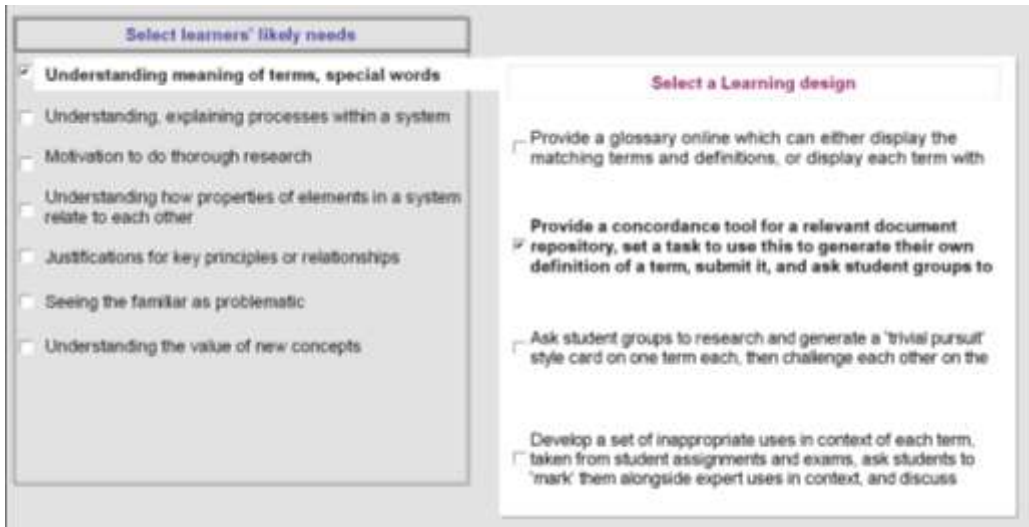 Select learners' likely needs
Understanding meaning of terms, special words
Understanding, explaining processes within a system
Motivation to do thorough research
Understanding how properties of elements in a system
relate to each other
Justifications for key principles or relationships
Seeing the familiar as problematic
Understanding the value of new concepts
Select a Learning design
Provide a glossary online which can either display the
matching terms and definitions, or display each term with
Provide a concordance tool for a relevant document
repository, set a task to use this to generate their own
definition of a term, submit it, and ask student groups to
Ask student groups to research and generate a 'trivial pursuit'
style card on one term each, then challenge each other on the
Develop a set of inappropriate uses in context of each term,
taken from student assignments and exams, ask students to
'mark' them alongside expert uses in context, and discuss